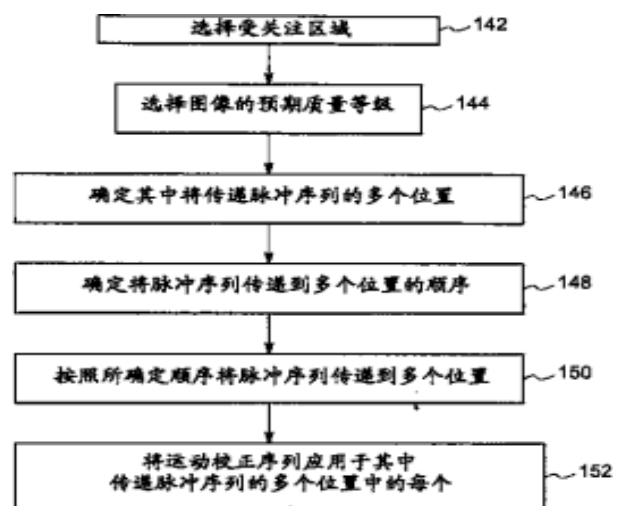 选择受关注区域
142
选择图像的预期质量等级
144
确定其中将传递脉冲序列的多个位置
146
确定将脉冲序列传递到多个位置的顺序
148
按照所确定顺序将脉冲序列传递到多个位置
150
将运动校正序列应用于其中
传递脉冲序列的多个位置中的每个
152